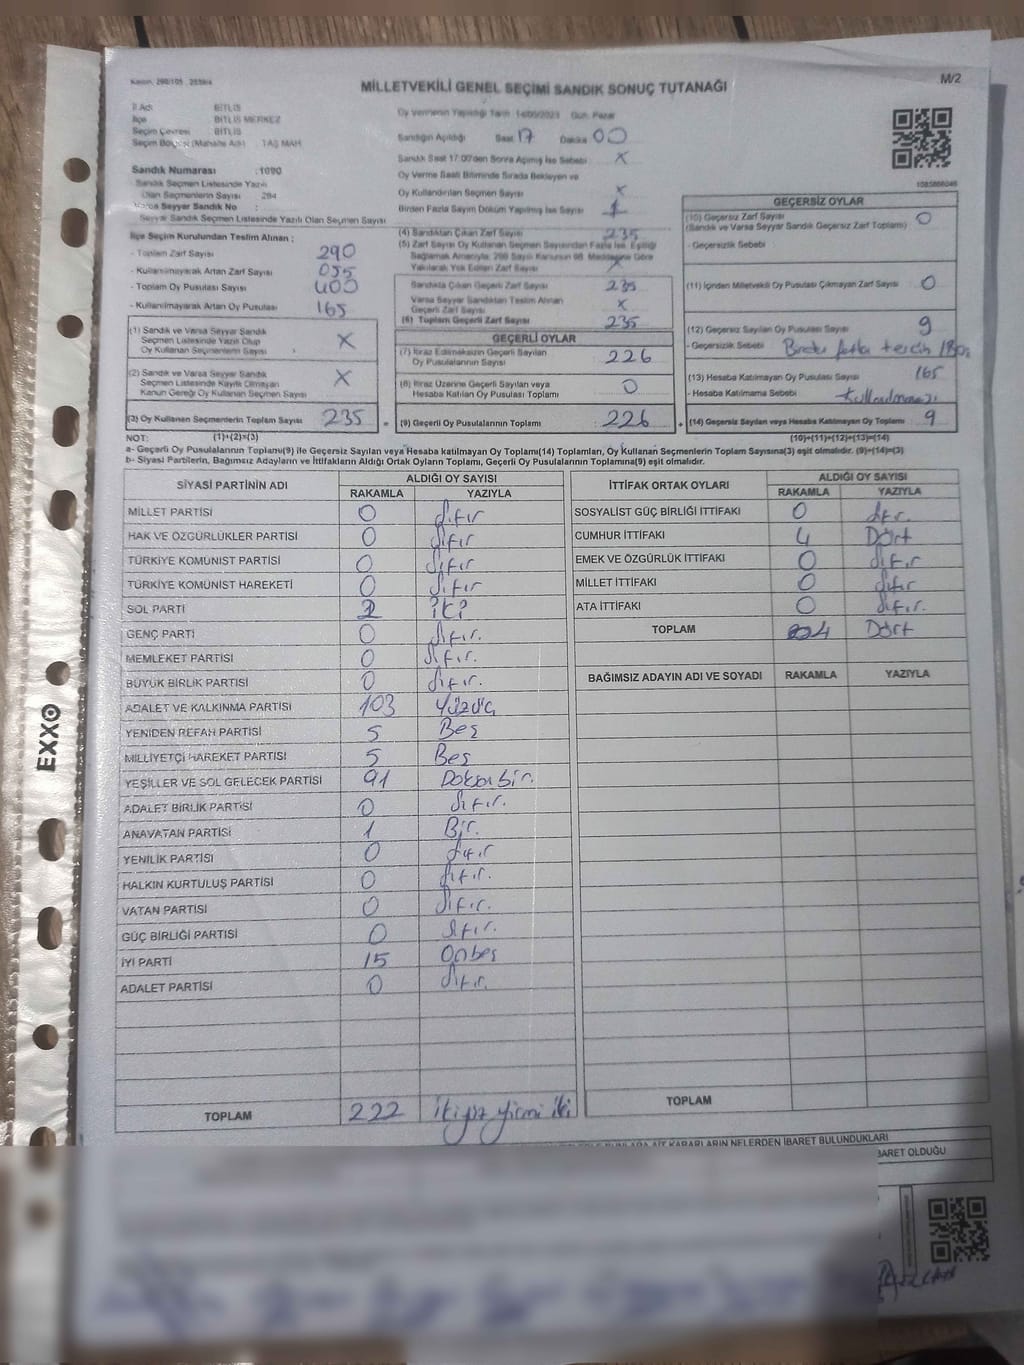 Kanun, 298/105
M/2
MİLLETVEKİLİ GENEL SEÇİMİ SANDIK SONUÇ TUTANAĞI
İl Adı BİTLİS
İlçe BİTLİS MERKEZ
Seçim Çevresi :BİTLİS
Seçim Bölgesi (Mahalle Adı) : TAŞ MAH.
Sandık Numarası :1090
Sandık Seçmen Listesinde Yazılı
Olan Seçmenlerin Sayısı : 284
Varsa Seyyar Sandık No :
Seyyar Sandık Seçmen Listesinde Yazılı Olan Seçmen Sayısı
Oy Vermenin Yapıldığı Tarih 14/05/2023 Gün Pazar
Sandığın Açıldığı Saat 17 Dakika 00
Sandık Saat 17:00'den Sonra Açılmış İse Sebebi X
Oy Verme Saati Bitiminde Sırada Bekleyen ve
Oy Kullandırılan Seçmen Sayısı X
Birden Fazla Sayım Döküm Yapılmış İse Sayısı 1
1085868046
İlçe Seçim Kurulundan Teslim Alınan :
- Toplam Zarf Sayısı 290
- Kullanılmayarak Artan Zarf Sayısı 055
- Toplam Oy Pusulası Sayısı 400
- Kullanılmayarak Artan Oy Pusulası 165
(1) Sandık ve Varsa Seyyar Sandık
Seçmen Listesinde Yazılı Olup
Oy Kullanan Seçmenlerin Sayısı : X
(2) Sandık ve Varsa Seyyar Sandık
Seçmen Listesinde Kayıtlı Olmayan
Kanun Gereği Oy Kullanan Seçmen Sayısı : X
(3) Oy Kullanan Seçmenlerin Toplam Sayısı : 235 =
(4) Sandıktan Çıkan Zarf Sayısı 235
(5) Zarf Sayısı Oy Kullanan Seçmen Sayısından Fazla İse, Eşitliği
Sağlamak Amacıyla, 298 Sayılı Kanunun 98. Maddesine Göre
Yakılarak Yok Edilen Zarf Sayısı X
Sandıkta Çıkan Geçerli Zarf Sayısı : 235
Varsa Seyyar Sandıktan Teslim Alınan
Geçerli Zarf Sayısı : X
(6) Toplam Geçerli Zarf Sayısı : 235
GEÇERLİ OYLAR
(7) İtiraz Edilmeksizin Geçerli Sayılan
Oy Pusulalarının Sayısı : 226
(8) İtiraz Üzerine Geçerli Sayılan veya
Hesaba Katılan Oy Pusulası Toplamı : 0
(9) Geçerli Oy Pusulalarının Toplamı : 226 +
GEÇERSİZ OYLAR
(10) Geçersiz Zarf Sayısı : 0
(Sandık ve Varsa Seyyar Sandık Geçersiz Zarf Toplamı)
- Geçersizlik Sebebi
(11) İçinden Milletvekili Oy Pusulası Çıkmayan Zarf Sayısı : 0
(12) Geçersiz Sayılan Oy Pusulası Sayısı : 9
- Geçersizlik Sebebi : Birden fazla tercih
(13) Hesaba Katılmayan Oy Pusulası Sayısı : 165
- Hesaba Katılmama Sebebi : Kullanılmadı
(14) Geçersiz Sayılan veya Hesaba Katılmayan Oy Toplamı : 9
NOT: (1)+(2)=(3) (10)+(11)+(12)+(13)=(14)
a- Geçerli Oy Pusulalarının Toplamı(9) ile Geçersiz Sayılan veya Hesaba katılmayan Oy Toplamı(14) Toplamları, Oy Kullanan Seçmenlerin Toplam Sayısına(3) eşit olmalıdır. (9)+(14)=(3)
b- Siyasi Partilerin, Bağımsız Adayların ve İttifakların Aldığı Ortak Oyların Toplamı, Geçerli Oy Pusulalarının Toplamına(9) eşit olmalıdır.
SİYASİ PARTİNİN ADI ALDIĞI OY SAYISI
RAKAMLA YAZIYLA
MİLLET PARTİSİ 0 Sıfır
HAK VE ÖZGÜRLÜKLER PARTİSİ 0 Sıfır
TÜRKİYE KOMÜNİST PARTİSİ 0 Sıfır
TÜRKİYE KOMÜNİST HAREKETİ 0 Sıfır
SOL PARTİ 2 iki
GENÇ PARTİ 0 Sıfır.
MEMLEKET PARTİSİ 0 Sıfır.
BÜYÜK BİRLİK PARTİSİ 0 Sıfır.
ADALET VE KALKINMA PARTİSİ 103 Yüzüç
YENİDEN REFAH PARTİSİ 5 Beş
MİLLİYETÇİ HAREKET PARTİSİ 5 Beş
YEŞİLLER VE SOL GELECEK PARTİSİ 91 Doksanbir.
ADALET BİRLİK PARTİSİ 0 Sıfır.
ANAVATAN PARTİSİ 1 Bir.
YENİLİK PARTİSİ 0 Sıfır
HALKIN KURTULUŞ PARTİSİ 0 Sıfır.
VATAN PARTİSİ 0 Sıfır.
GÜÇ BİRLİĞİ PARTİSİ 0 Sıfır.
İYİ PARTİ 15 Onbeş
ADALET PARTİSİ 0 Sıfır.
TOPLAM 222 ikiyüz yirmi iki
İTTİFAK ORTAK OYLARI ALDIĞI OY SAYISI
RAKAMLA YAZIYLA
SOSYALİST GÜÇ BİRLİĞİ İTTİFAKI 0 Sıfır.
CUMHUR İTTİFAKI 4 Dört
EMEK VE ÖZGÜRLÜK İTTİFAKI 0 Sıfır
MİLLET İTTİFAKI 0 Sıfır
ATA İTTİFAKI 0 Sıfır.
TOPLAM 4 Dört
BAĞIMSIZ ADAYIN ADI VE SOYADI RAKAMLA YAZIYLA
TOPLAM
KARARLARIN NELERDEN İBARET BULUNDUKLARI
BARET OLDUĞU
EXXO